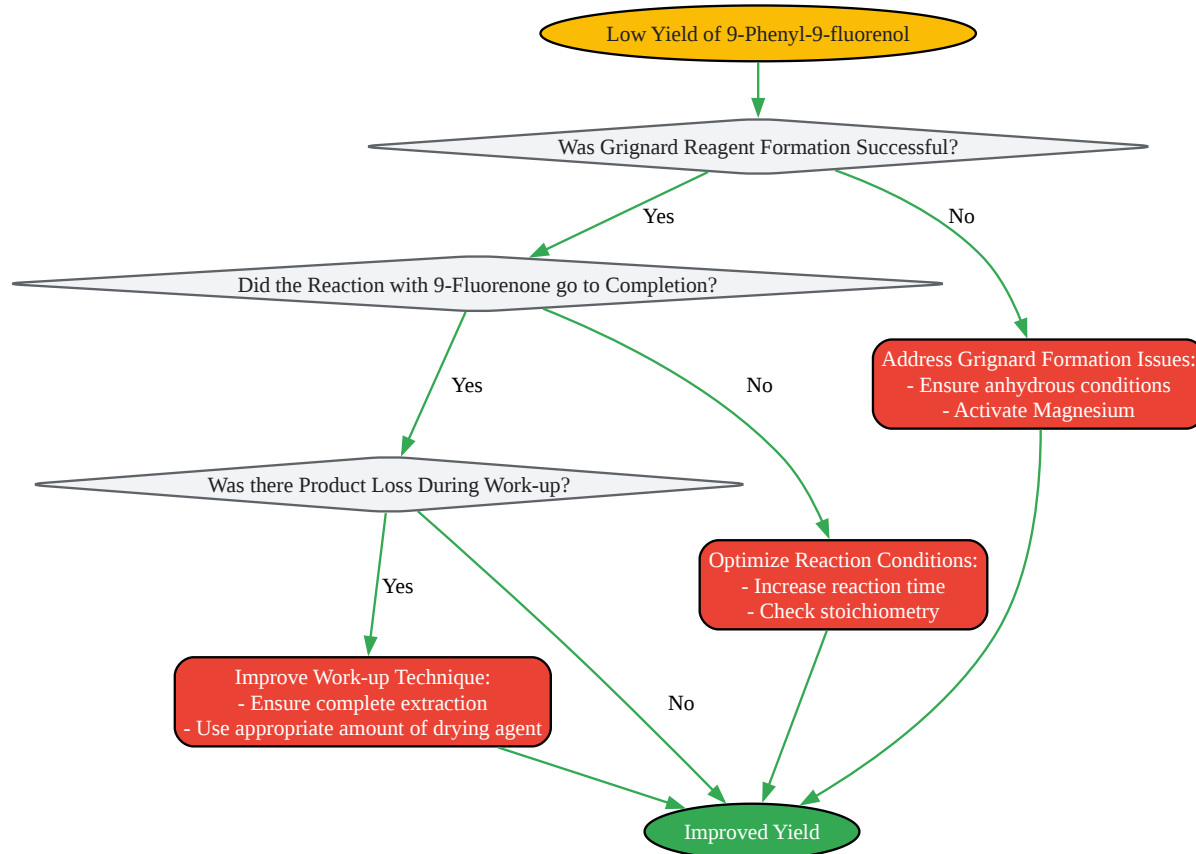 Low Yield of 9-Phenyl-9-fluorenol
Was Grignard Reagent Formation Successful?
Yes
No
Did the Reaction with 9-Fluorenone go to Completion?
Address Grignard Formation Issues:
- Ensure anhydrous conditions
- Activate Magnesium
Yes
No
Was there Product Loss During Work-up?
Optimize Reaction Conditions:
- Increase reaction time
- Check stoichiometry
Yes
Improve Work-up Technique:
- Ensure complete extraction
- Use appropriate amount of drying agent
No
Improved Yield